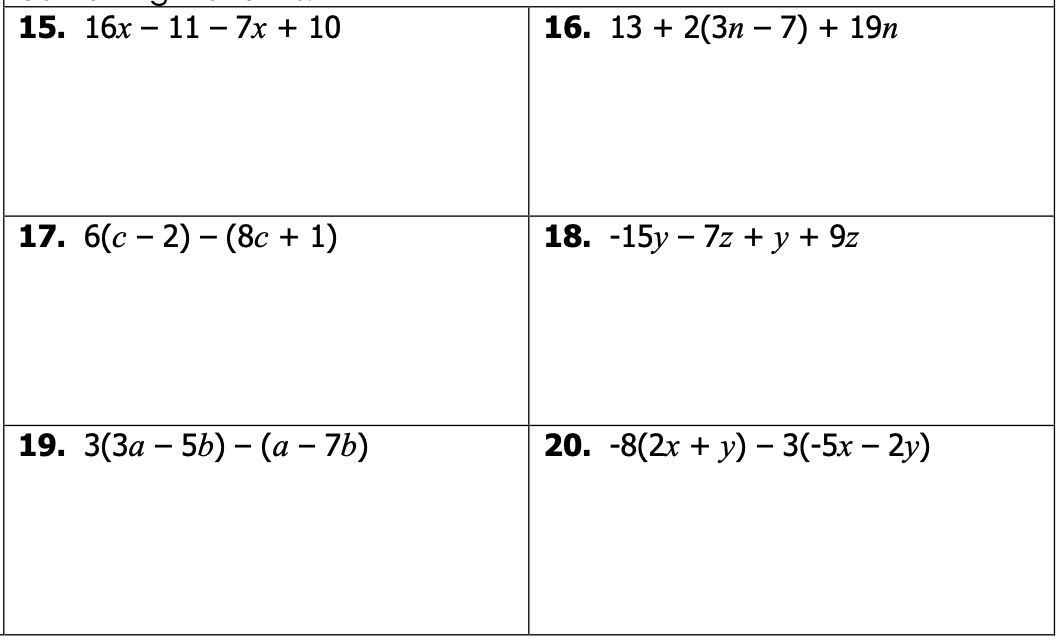 15. 16x – 11 – 7x + 10
16. 13 + 2(3n – 7) + 19n
17. 6(c – 2) – (8c + 1)
18. -15y – 7z + y + 9z
19. 3(3a – 5b) – (a – 7b)
20. -8(2x + y) – 3(-5x – 2y)